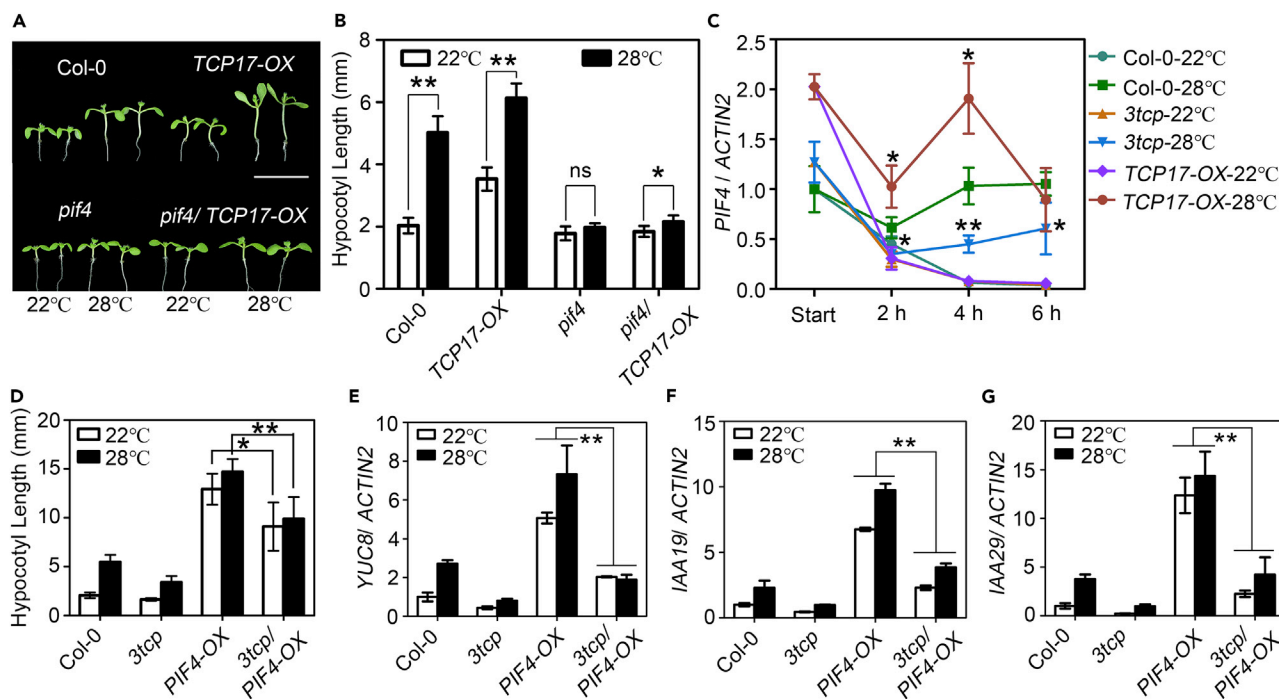 A
Col-0
TCP17-OX
pif4
pif4/ TCP17-OX
22℃
28℃
22℃
28℃
B
Hypocotyl Length (mm)
8
6
4
2
0
22℃
28℃
**
**
ns
*
Col-0
TCP17-OX
pif4
pif4/
TCP17-OX
C
PIF4 / ACTIN2
2.5
2.0
1.5
1.0
0.5
0.0
*
*
*
**
*
Start
2 h
4 h
6 h
Col-0-22℃
Col-0-28℃
3tcp-22℃
3tcp-28℃
TCP17-OX-22℃
TCP17-OX-28℃
D
Hypocotyl Length (mm)
20
15
10
5
0
22℃
28℃
*
**
Col-0
3tcp
PIF4-OX
3tcp/
PIF4-OX
E
YUC8/ ACTIN2
10
8
6
4
2
0
22℃
28℃
**
Col-0
3tcp
PIF4-OX
3tcp/
PIF4-OX
F
IAA19/ ACTIN2
15
10
5
0
22℃
28℃
**
Col-0
3tcp
PIF4-OX
3tcp/
PIF4-OX
G
IAA29/ ACTIN2
20
15
10
5
0
22℃
28℃
**
Col-0
3tcp
PIF4-OX
3tcp/
PIF4-OX